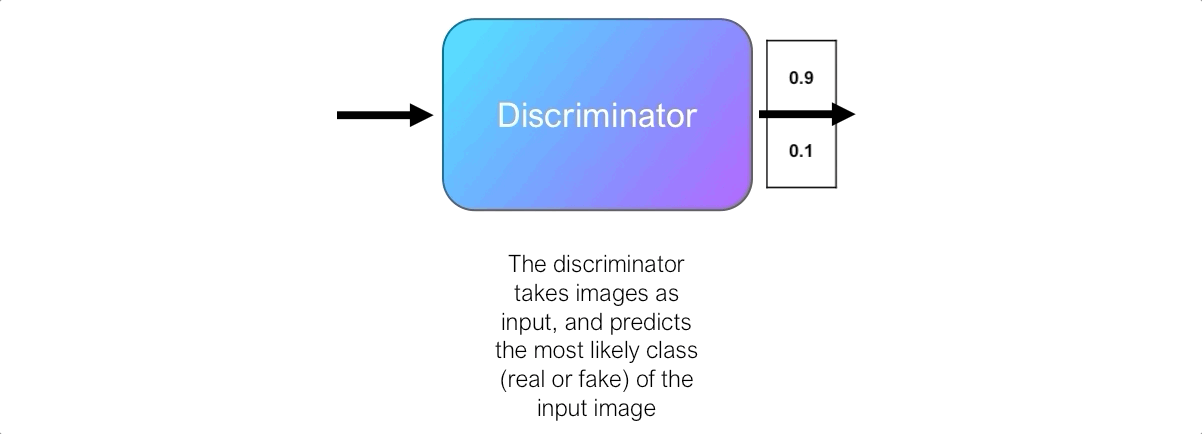 Discriminator
0.9
0.1
The discriminator
takes images as
input, and predicts
the most likely class
(real or fake) of the
input image